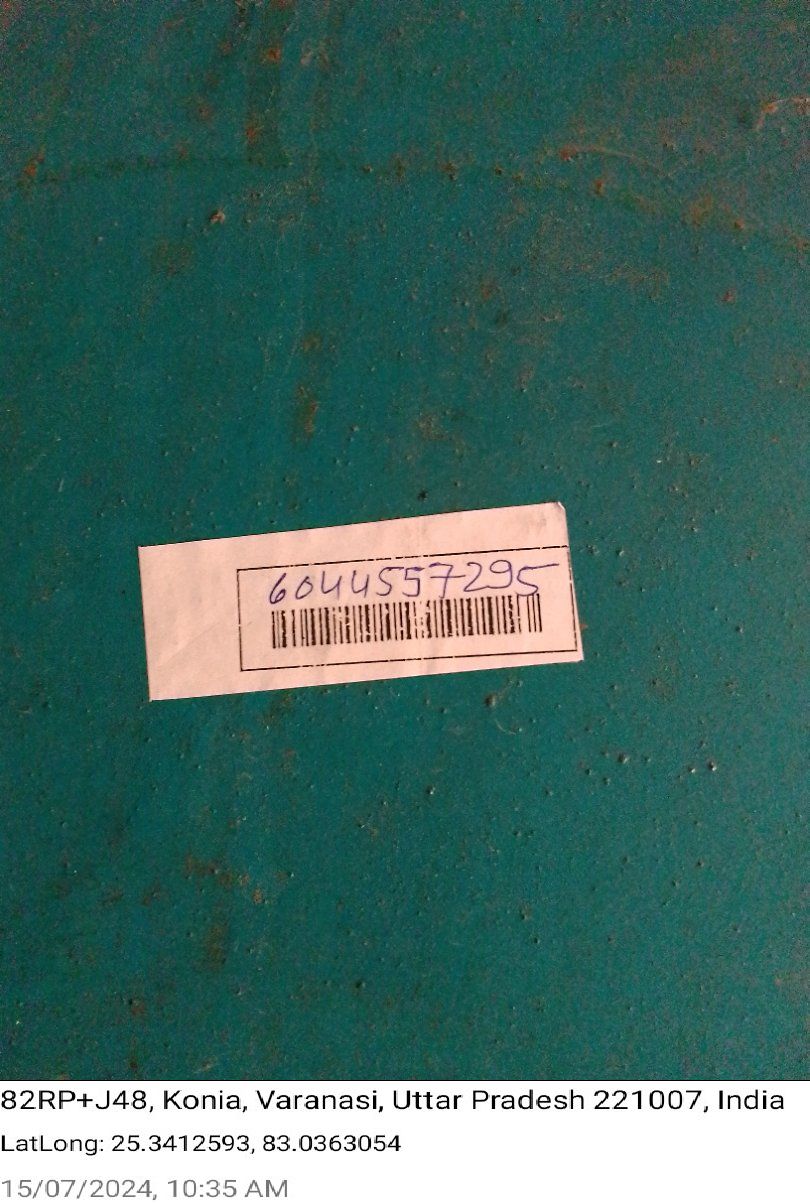 6044557295
82RP+J48, Konia, Varanasi, Uttar Pradesh 221007, India
LatLong: 25.3412593, 83.0363054
15/07/2024, 10:35 AM